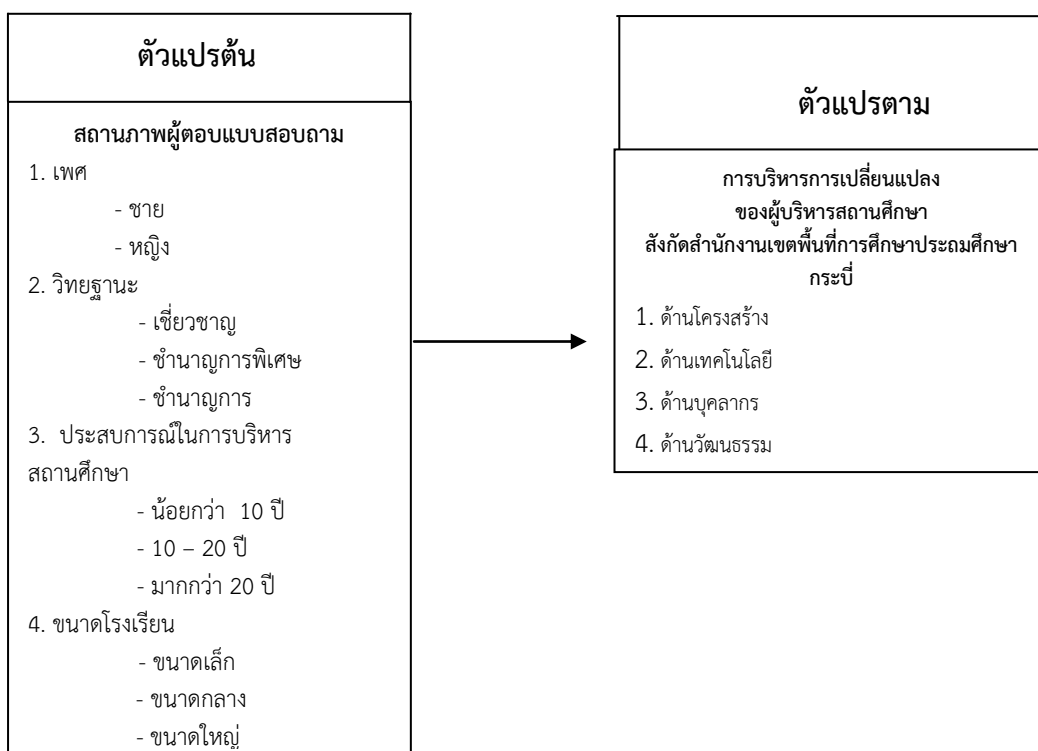 ตัวแปรต้น
สถานภาพผู้ตอบแบบสอบถาม
1. เพศ
- ชาย
- หญิง
2. วิทยฐานะ
- เชี่ยวชาญ
- ชำนาญการพิเศษ
- ชำนาญการ
3. ประสบการณ์ในการบริหาร
สถานศึกษา
- น้อยกว่า 10 ปี
- 10 – 20 ปี
- มากกว่า 20 ปี
4. ขนาดโรงเรียน
- ขนาดเล็ก
- ขนาดกลาง
- ขนาดใหญ่
ตัวแปรตาม
การบริหารการเปลี่ยนแปลง
ของผู้บริหารสถานศึกษา
สังกัดสำนักงานเขตพื้นที่การศึกษาประถมศึกษา
กระบี่
1. ด้านโครงสร้าง
2. ด้านเทคโนโลยี
3. ด้านบุคลากร
4. ด้านวัฒนธรรม